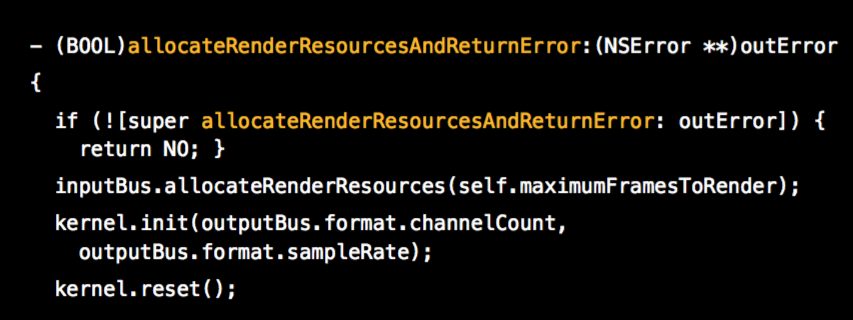 – (BOOL)allocateRenderResourcesAndReturnError:(NSError **)outError
{
if (![super allocateRenderResourcesAndReturnError: outError]) {
return NO; }
inputBus.allocateRenderResources(self.maximumFramesToRender);
kernel.init(outputBus.format.channelCount,
outputBus.format.sampleRate);
kernel.reset();